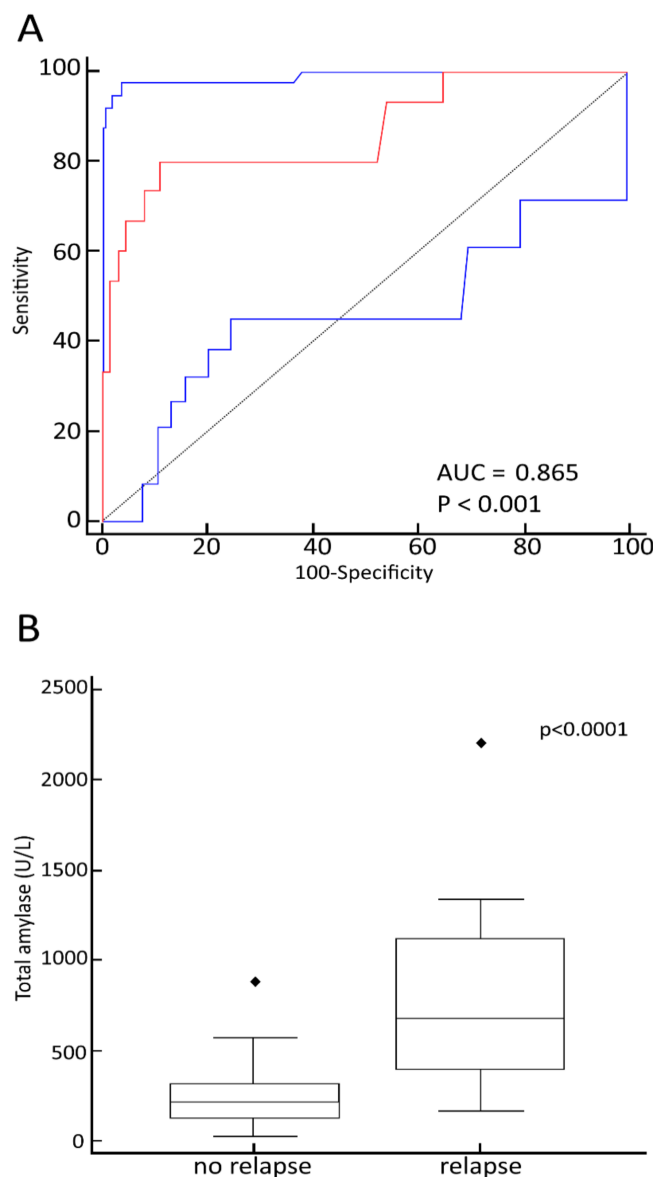 A
100
80
60
40
20
0
Sensitivity
AUC = 0.865
P < 0.001
0 20 40 60 80 100
100-Specificity
B
2500
2000
1500
1000
500
0
Total amylase (U/L)
p<0.0001
no relapse relapse